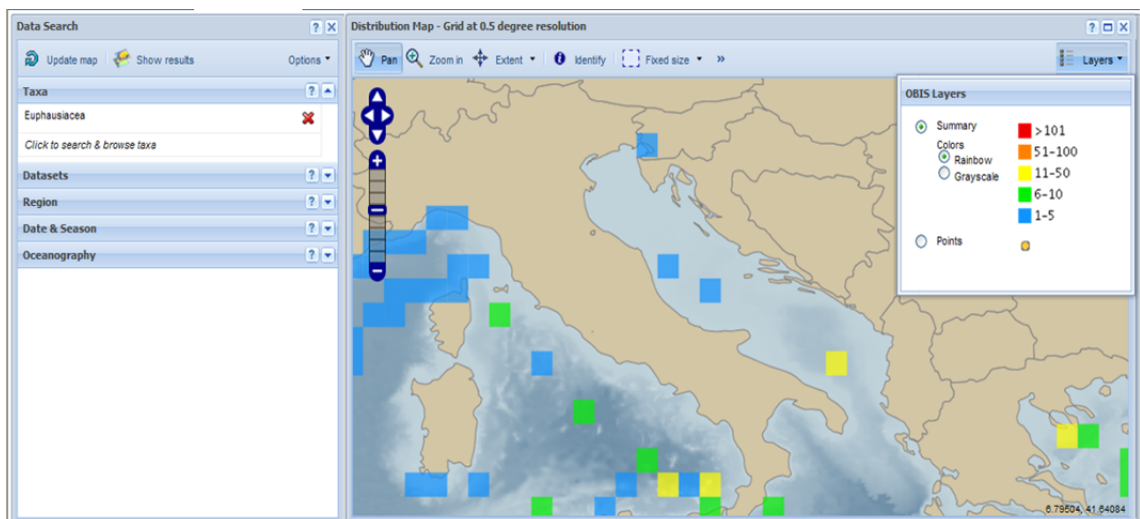 Data Search
Update map Show results Options
Taxa
Euphausiacea
Click to search & browse taxa
Datasets
Region
Date & Season
Oceanography
Distribution Map - Grid at 0.5 degree resolution
Pan Zoom in Extent Identify Fixed size » Layers
OBIS Layers
Summary
Colors
Rainbow
Grayscale
>101
51-100
11-50
6-10
1-5
Points
6.79504, 41.64084